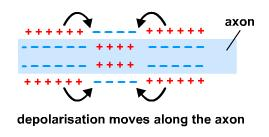 axon
++++++ – – – – ++++++
– – – – – – ++++ – – – – – –
– – – – – – ++++ – – – – – –
++++++ – – – – ++++++
depolarisation moves along the axon